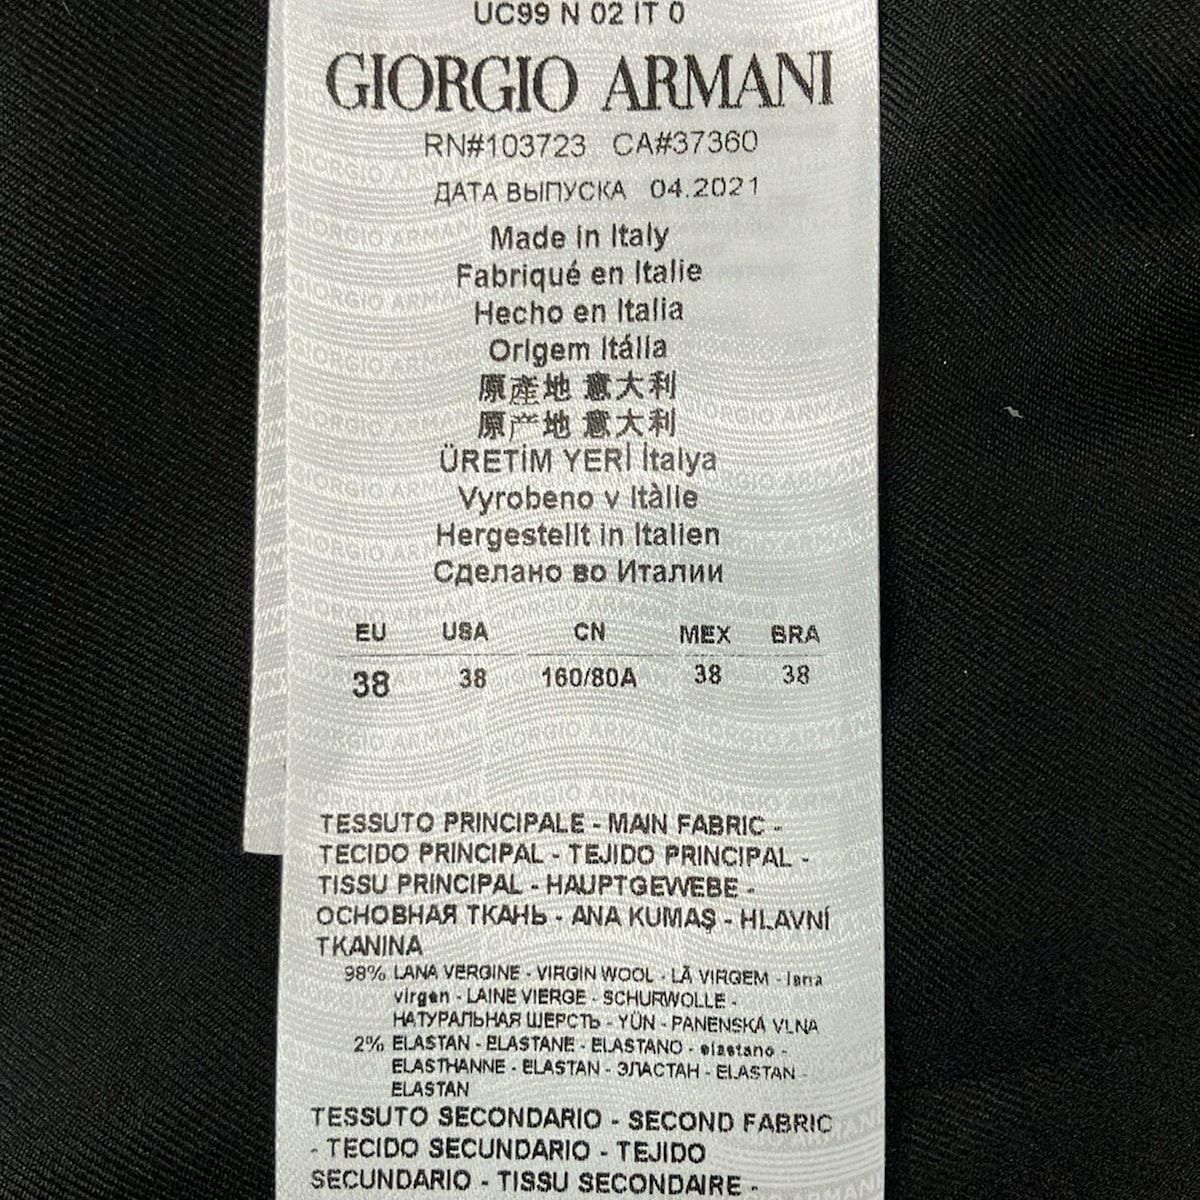 UC99 N 02 IT 0
GIORGIO ARMANI
RN#103723 CA#37360
ДАТА ВЫПУСКА 04.2021
Made in Italy
Fabriqué en Italie
Hecho en Italia
Origem Itália
原產地 意大利
原产地 意大利
ÜRETİM YERİ İtalya
Vyrobeno v Itàlie
Hergestellt in Italien
Сделано во Италии
EU USA CN MEX BRA
38 38 160/80A 38 38
TESSUTO PRINCIPALE - MAIN FABRIC -
TECIDO PRINCIPAL - TEJIDO PRINCIPAL -
TISSU PRINCIPAL - HAUPTGEWEBE -
ОСНОВНАЯ ТКАНЬ - ANA KUMAŞ - HLAVNÍ
TKANINA
98% LANA VERGINE - VIRGIN WOOL - LÃ VIRGEM - lana
virgen - LAINE VIERGE - SCHURWOLLE -
НАТУРАЛЬНАЯ ШЕРСТЬ - YÜN - PANENSKÁ VLNA
2% ELASTAN - ELASTANE - ELASTANO - elastano -
ELASTHANNE - ELASTAN - ЭЛАСТАН - ELASTAN -
ELASTAN
TESSUTO SECONDARIO - SECOND FABRIC
- TECIDO SECUNDARIO - TEJIDO
SECUNDARIO - TISSU SECONDAIRE -